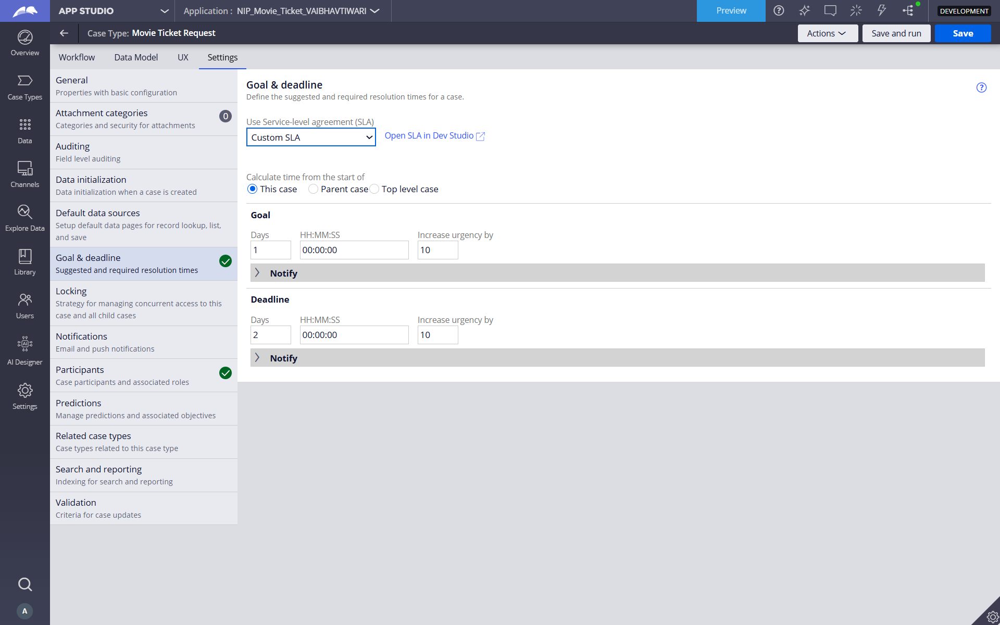 APP STUDIO
Application : NIP_Movie_Ticket_VAIBHAVTIWARI
Preview
DEVELOPMENT
Case Type: Movie Ticket Request
Actions
Save and run
Save
Overview
Case Types
Data
Channels
Explore Data
Library
Users
AI
AI Designer
Settings
A
Workflow
Data Model
UX
Settings
General
Properties with basic configuration
Attachment categories
0
Categories and security for attachments
Auditing
Field level auditing
Data initialization
Data initialization when a case is created
Default data sources
Setup default data pages for record lookup, list,
and save
Goal & deadline
Suggested and required resolution times
Locking
Strategy for managing concurrent access to this
case and all child cases
Notifications
Email and push notifications
Participants
Case participants and associated roles
Predictions
Manage predictions and associated objectives
Related case types
Case types related to this case type
Search and reporting
Indexing for search and reporting
Validation
Criteria for case updates
Goal & deadline
Define the suggested and required resolution times for a case.
Use Service-level agreement (SLA)
Custom SLA
Open SLA in Dev Studio
Calculate time from the start of
This case
Parent case
Top level case
Goal
Days
HH:MM:SS
Increase urgency by
1
00:00:00
10
Notify
Deadline
Days
HH:MM:SS
Increase urgency by
2
00:00:00
10
Notify